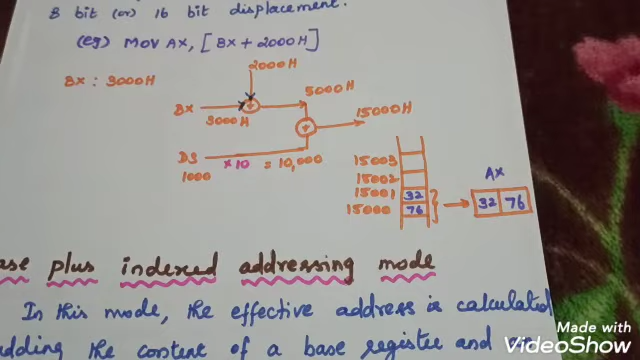 8 bit (or) 16 bit displacement.
(eg) MOV AX, [BX + 2000H]
2000H
BX : 3000H
5000H
BX
3000H
15000H
+
DS ×10 = 10,000
1000
15003
15002
AX
15001 32
15000 76
32 76
ase plus indexed addressing mode
In this mode, the effective address is calculated
adding the content of a base register and
Made with
VideoShow